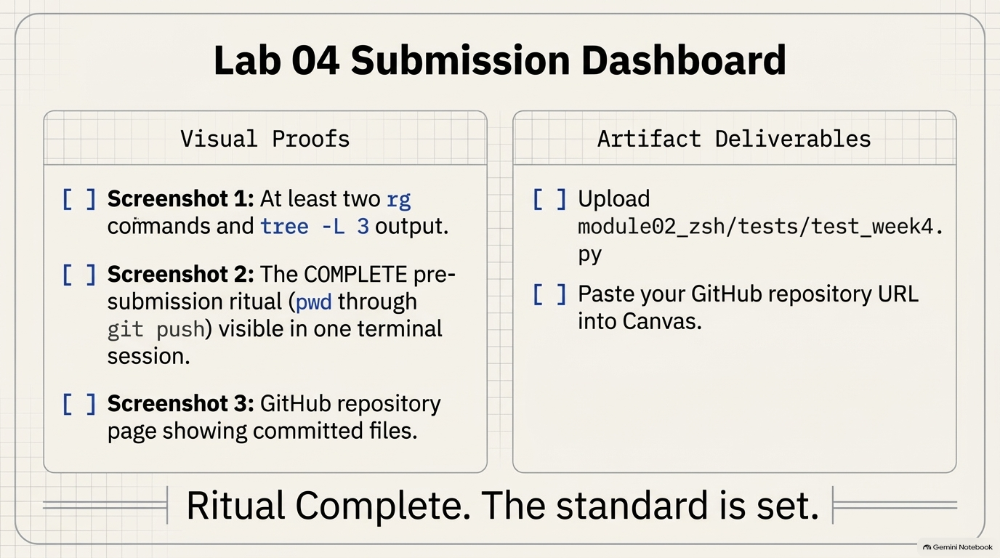 Lab 04 Submission Dashboard
Visual Proofs
[ ] Screenshot 1: At least two rg
commands and tree -L 3 output.
[ ] Screenshot 2: The COMPLETE pre-
submission ritual (pwd through
git push) visible in one terminal
session.
[ ] Screenshot 3: GitHub repository
page showing committed files.
Artifact Deliverables
[ ] Upload
module02_zsh/tests/test_week4.
py
[ ] Paste your GitHub repository URL
into Canvas.
Ritual Complete. The standard is set.
Gemini Notebook